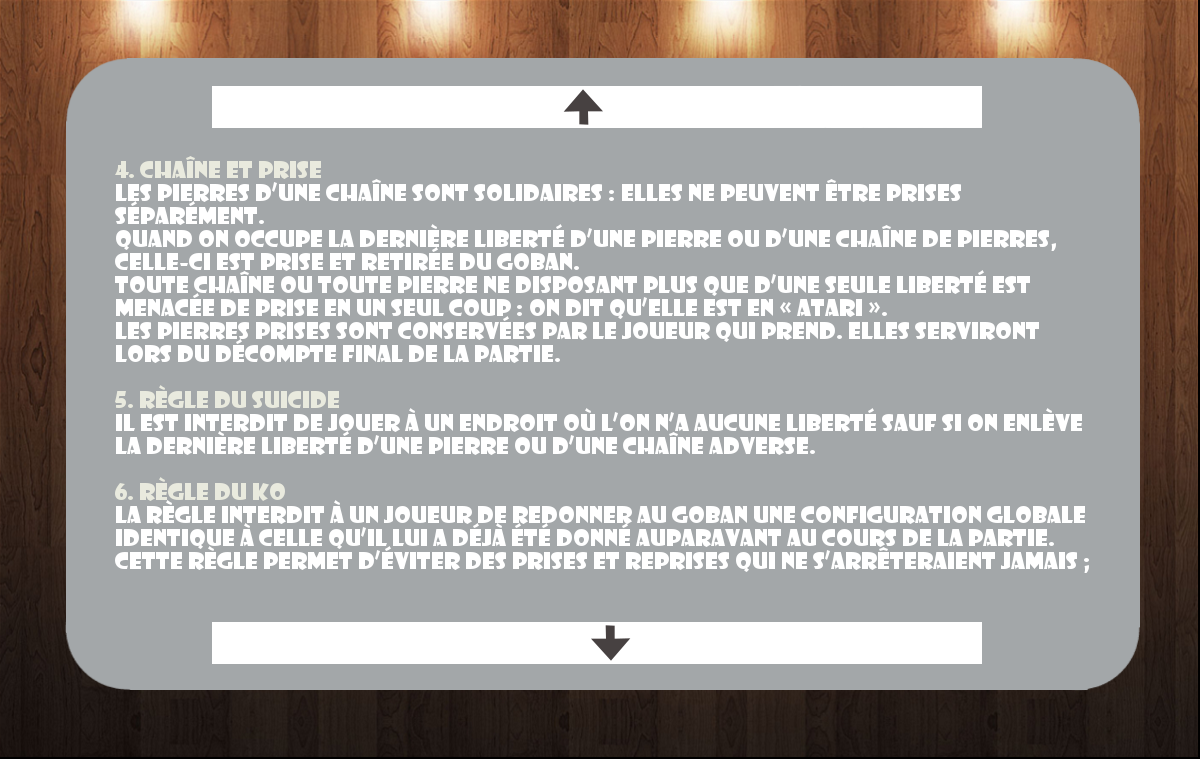 4. CHAÎNE ET PRISE
LES PIERRES D'UNE CHAÎNE SONT SOLIDAIRES : ELLES NE PEUVENT ÊTRE PRISES
SÉPARÉMENT.
QUAND ON OCCUPE LA DERNIÈRE LIBERTÉ D'UNE PIERRE OU D'UNE CHAÎNE DE PIERRES,
CELLE-CI EST PRISE ET RETIRÉE DU GOBAN.
TOUTE CHAÎNE OU TOUTE PIERRE NE DISPOSANT PLUS QUE D'UNE SEULE LIBERTÉ EST
MENACÉE DE PRISE EN UN SEUL COUP : ON DIT QU'ELLE EST EN « ATARI ».
LES PIERRES PRISES SONT CONSERVÉES PAR LE JOUEUR QUI PREND. ELLES SERVIRONT
LORS DU DÉCOMPTE FINAL DE LA PARTIE.
5. RÈGLE DU SUICIDE
IL EST INTERDIT DE JOUER À UN ENDROIT OÙ L'ON N'A AUCUNE LIBERTÉ SAUF SI ON ENLÈVE
LA DERNIÈRE LIBERTÉ D'UNE PIERRE OU D'UNE CHAÎNE ADVERSE.
6. RÈGLE DU KO
LA RÈGLE INTERDIT À UN JOUEUR DE REDONNER AU GOBAN UNE CONFIGURATION GLOBALE
IDENTIQUE À CELLE QU'IL LUI A DÉJÀ ÉTÉ DONNÉ AUPARAVANT AU COURS DE LA PARTIE.
CETTE RÈGLE PERMET D'ÉVITER DES PRISES ET REPRISES QUI NE S'ARRÊTERAIENT JAMAIS ;